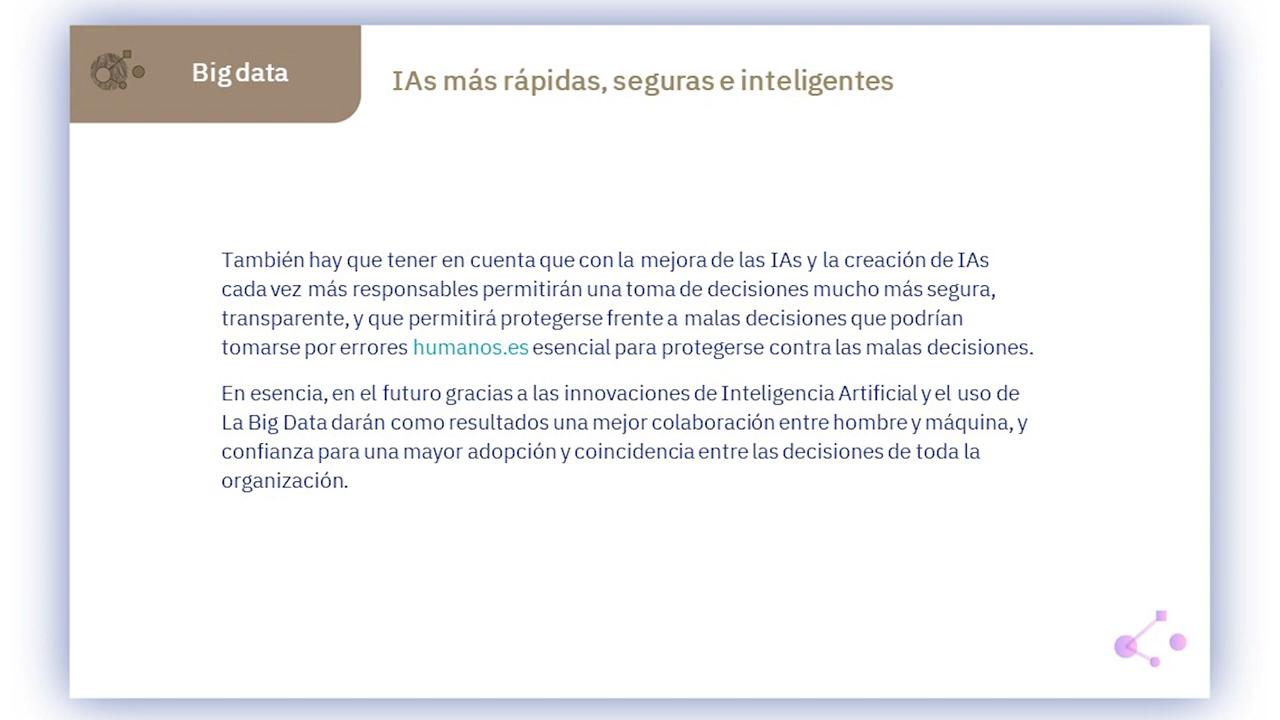 Big data
IAs más rápidas, seguras e inteligentes
También hay que tener en cuenta que con la mejora de las IAs y la creación de IAs
cada vez más responsables permitirán una toma de decisiones mucho más segura,
transparente, y que permitirá protegerse frente a malas decisiones que podrían
tomarse por errores humanos.es esencial para protegerse contra las malas decisiones.
En esencia, en el futuro gracias a las innovaciones de Inteligencia Artificial y el uso de
La Big Data darán como resultados una mejor colaboración entre hombre y máquina, y
confianza para una mayor adopción y coincidencia entre las decisiones de toda la
organización.